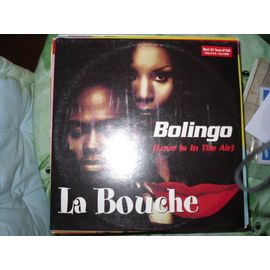 Bolingo
(Love Is In The Air)
La Bouche